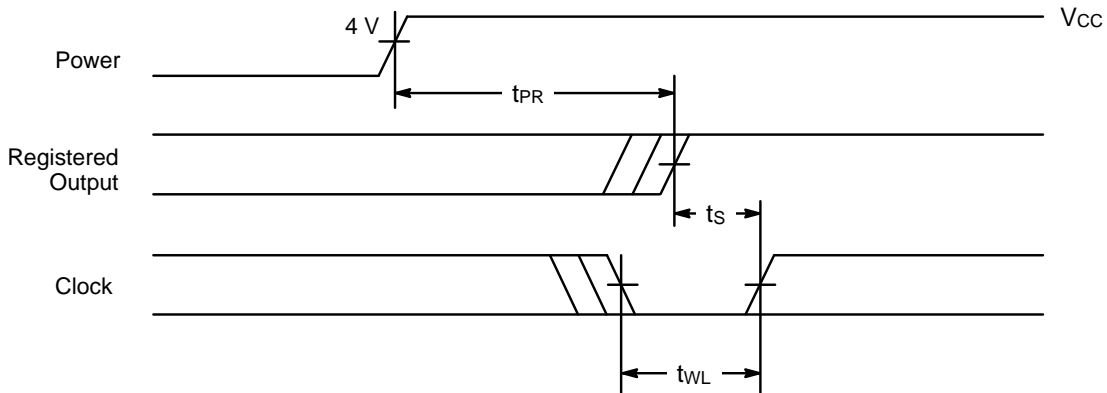 4 V
VCC
Power
tPR
Registered
Output
tS
Clock
tWL